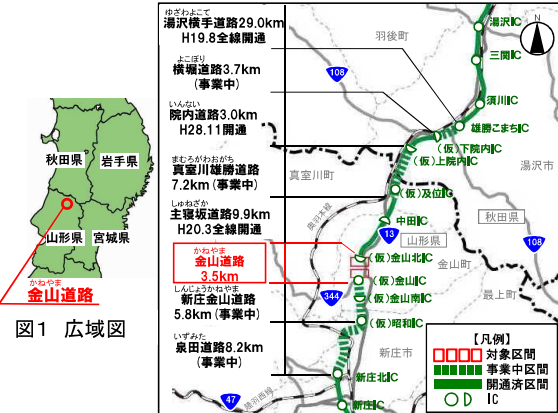 秋田県
岩手県
山形県
宮城県
かねやま
金山道路
図1 広域図
ゆざわよこて
湯沢横手道路29.0km
H19.8全線開通
よこぼり
横堀道路3.7km
(事業中)
いんない
院内道路3.0km
H28.11開通
まむろがわおがち
真室川雄勝道路
7.2km(事業中)
しゅねざか
主寝坂道路9.9km
H20.3全線開通
かねやま
金山道路
3.5km
しんじょうかねやま
新庄金山道路
5.8km(事業中)
いずみた
泉田道路8.2km
(事業中)
湯沢IC
N
羽後町
三関IC
108
須川IC
雄勝こまちIC
(仮)下院内IC
(仮)上院内IC
湯沢市
真室川町
(仮)及位IC
秋田県
奥羽本線
中田IC
13
山形県
108
(仮)金山北IC
金山町
(仮)金山IC
344
(仮)金山南IC
最上町
(仮)昭和IC
新庄市
新庄北IC
47
陸羽西線
新庄IC
【凡例】
対象区間
事業中区間
開通済区間
IC